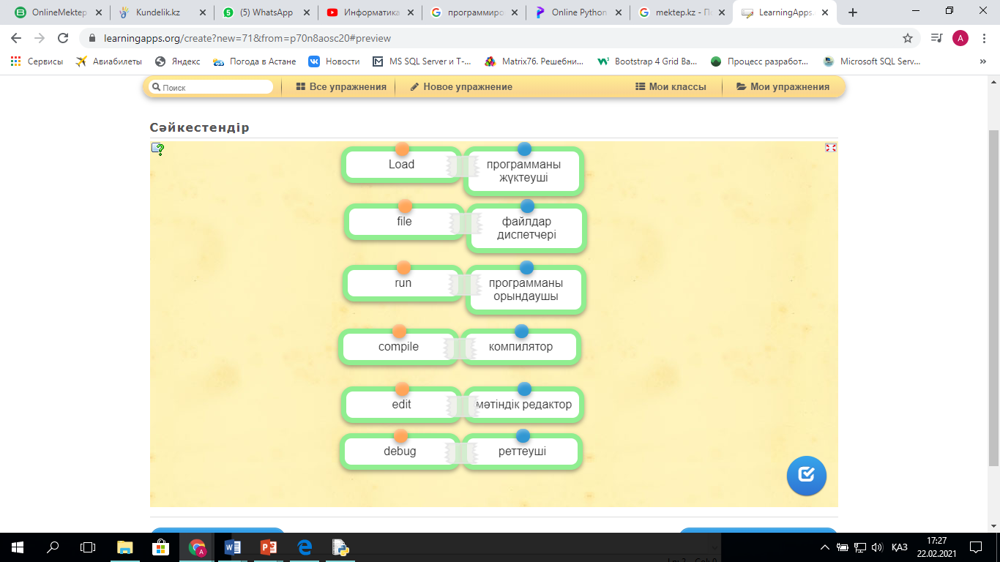 OnlineMektep
Kundelik.kz
(5) WhatsApp
Информатика
программиро
Online Python
mektep.kz - П
LearningApps
learningapps.org/create?new=71&from=p70n8aosc20#preview
A
Сервисы
Авиабилеты
Яндекс
Погода в Астане
Новости
MS SQL Server и T-...
Matrix76. Решебни...
Bootstrap 4 Grid Ba...
Процесс разработ...
Microsoft SQL Serv...
»
Поиск
Все упражнения
Новое упражнение
Мои классы
Мои упражнения
Сәйкестендір
Load
программаны
жүктеуші
file
файлдар
диспетчері
run
программаны
орындаушы
compile
компилятор
edit
мәтіндік редактор
debug
реттеуші
ҚАЗ
17:27
22.02.2021